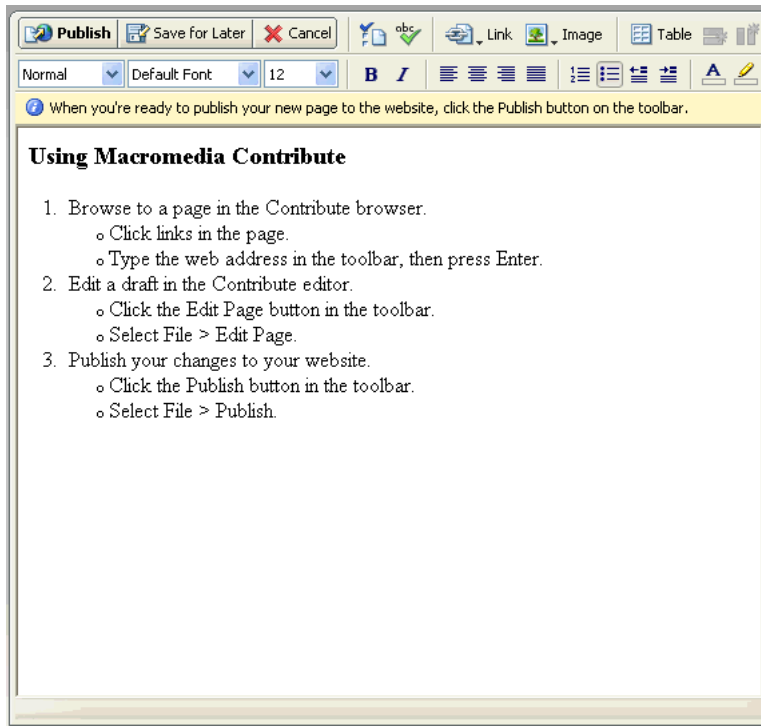 Publish Save for Later Cancel abc Link Image Table
Normal Default Font 12 B I A
When you're ready to publish your new page to the website, click the Publish button on the toolbar.
Using Macromedia Contribute
1. Browse to a page in the Contribute browser.
Click links in the page.
Type the web address in the toolbar, then press Enter.
2. Edit a draft in the Contribute editor.
Click the Edit Page button in the toolbar.
Select File > Edit Page.
3. Publish your changes to your website.
Click the Publish button in the toolbar.
Select File > Publish.